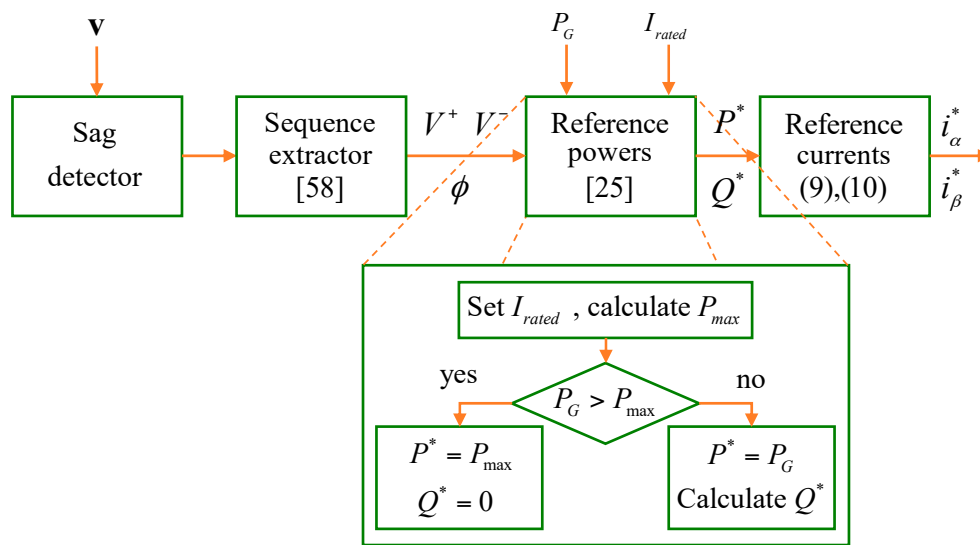 v
P_G
I_rated
Sag
detector
Sequence
extractor
[58]
V⁺ V⁻
ϕ
Reference
powers
[25]
P*
Q*
Reference
currents
(9),(10)
i*_α
i*_β
Set I_rated , calculate P_max
yes
P_G > P_max
no
P* = P_max
Q* = 0
P* = P_G
Calculate Q*